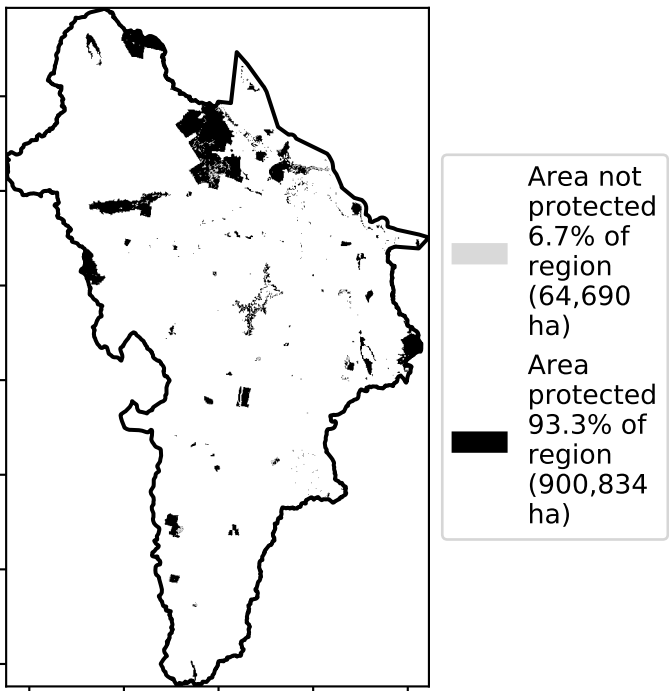 Area not
protected
6.7% of
region
(64,690
ha)
Area
protected
93.3% of
region
(900,834
ha)